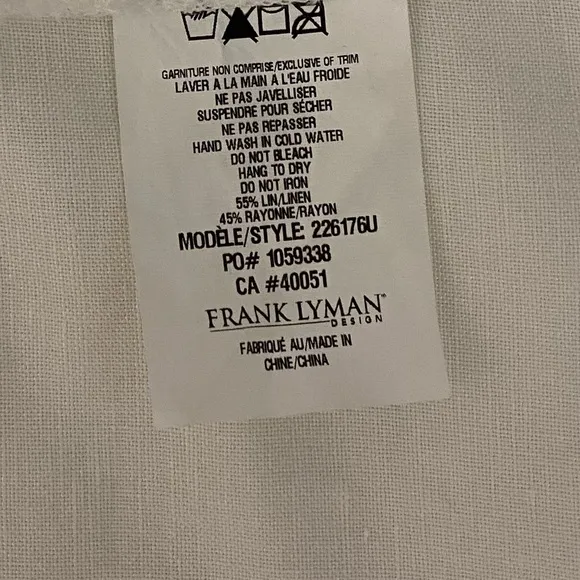 GARNITURE NON COMPRISE/EXCLUSIVE OF TRIM
LAVER A LA MAIN A L'EAU FROIDE
NE PAS JAVELLISER
SUSPENDRE POUR SÉCHER
NE PAS REPASSER
HAND WASH IN COLD WATER
DO NOT BLEACH
HANG TO DRY
DO NOT IRON
55% LIN/LINEN
45% RAYONNE/RAYON
MODÈLE/STYLE: 226176U
PO# 1059338
CA #40051
FRANK LYMAN®
DESIGN
FABRIQUÉ AU/MADE IN
CHINE/CHINA